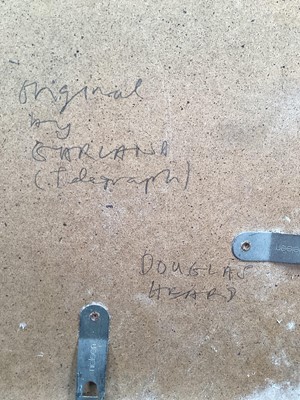 original
by
GARLAND
(Telegraph)
DOUGLAS
HEARD